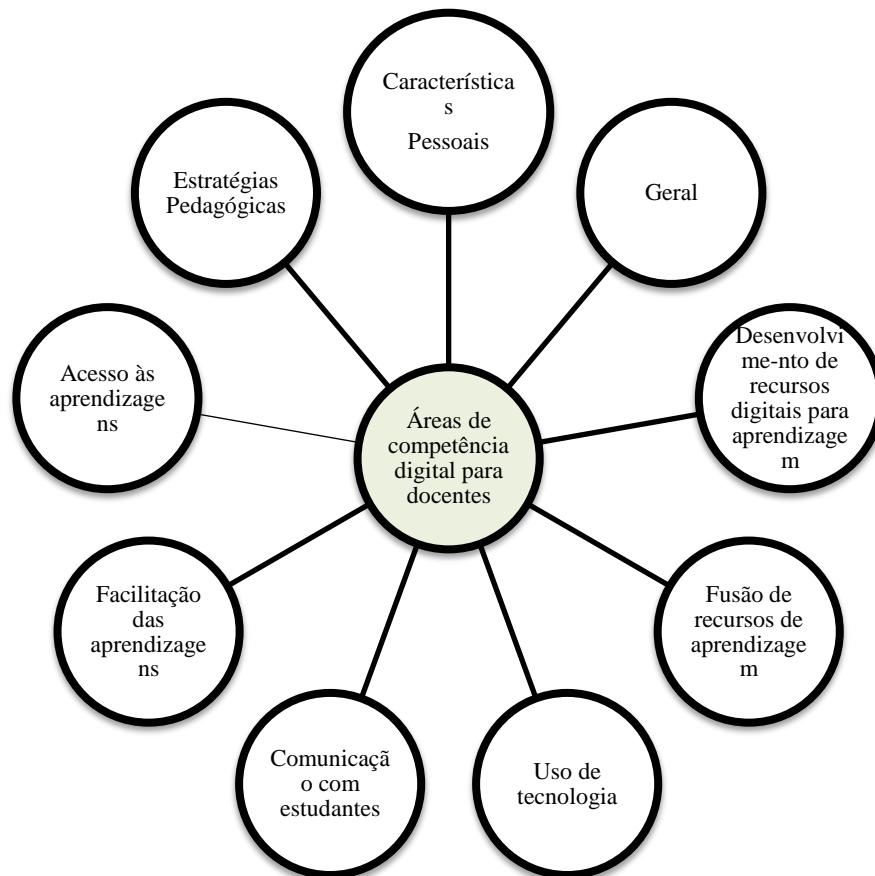 Característica
s
Pessoais
Geral
Desenvolvi
me-nto de
recursos
digitais para
aprendizage
m
Fusão de
recursos de
aprendizage
m
Uso de
tecnologia
Comunicaçã
o com
estudantes
Facilitação
das
aprendizage
ns
Acesso às
aprendizage
ns
Estratégias
Pedagógicas
Áreas de
competência
digital para
docentes